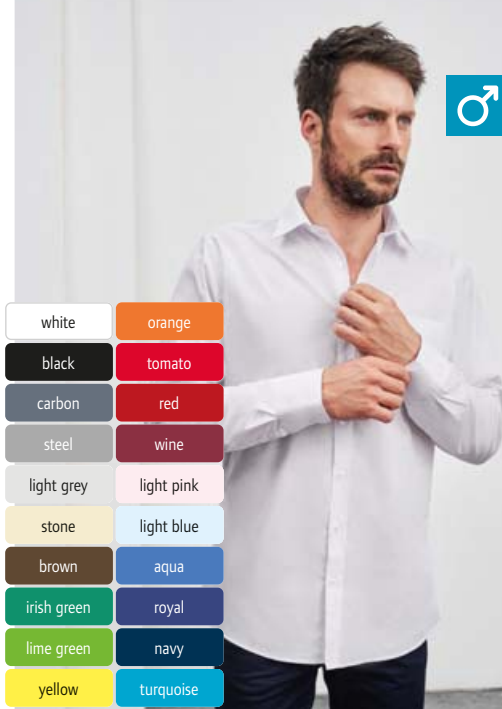 white orange
black tomato
carbon red
steel wine
light grey light pink
stone light blue
brown aqua
irish green royal
lime green navy
yellow turquoise